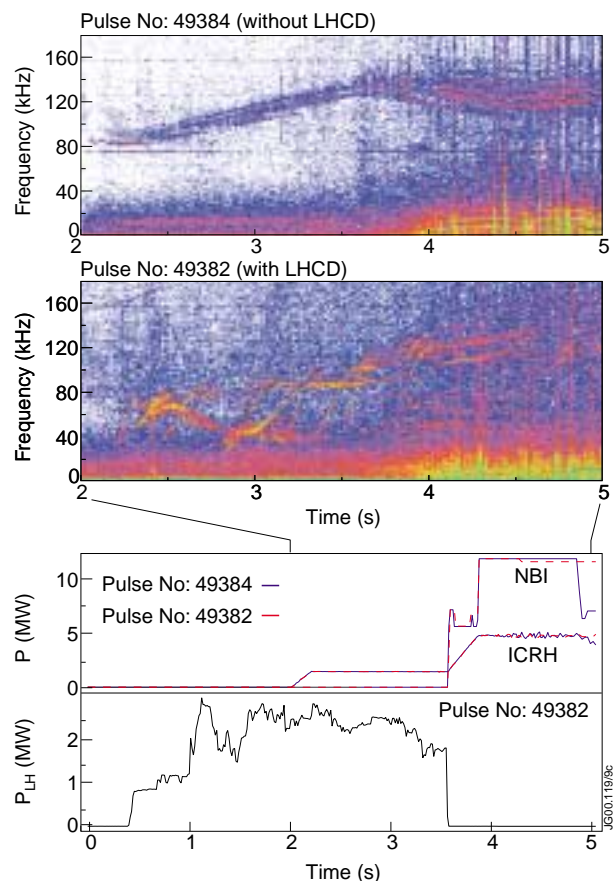 Pulse No: 49384 (without LHCD)
160
120
80
40
0
Frequency (kHz)
2 3 4 5
Pulse No: 49382 (with LHCD)
160
120
80
40
0
Frequency (kHz)
2 3 4 5
Time (s)
10
5
0
P (MW)
Pulse No: 49384
Pulse No: 49382
NBI
ICRH
Pulse No: 49382
2
1
0
PLH (MW)
0 1 2 3 4 5
Time (s)
JG00.119/9c